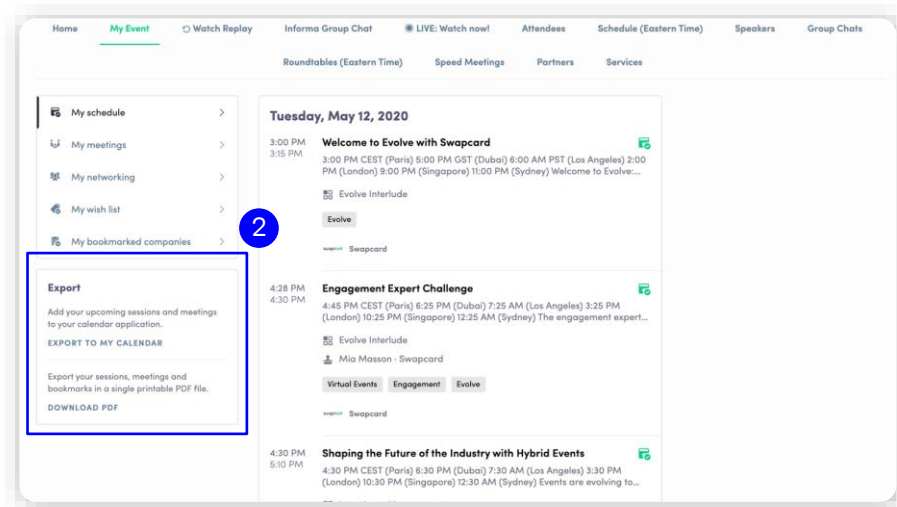 Home My Event Watch Replay Informa Group Chat LIVE: Watch now! Attendees Schedule (Eastern Time) Speakers Group Chats
Roundtables (Eastern Time) Speed Meetings Partners Services
My schedule
My meetings
My networking
My wish list
My bookmarked companies
2
Export
Add your upcoming sessions and meetings
to your calendar application.
EXPORT TO MY CALENDAR
Export your sessions, meetings and
bookmarks in a single printable PDF file.
DOWNLOAD PDF
Tuesday, May 12, 2020
3:00 PM Welcome to Evolve with Swapcard
3:15 PM
3:00 PM CEST (Paris) 5:00 PM GST (Dubai) 6:00 AM PST (Los Angeles) 2:00
PM (London) 9:00 PM (Singapore) 11:00 PM (Sydney) Welcome to Evolve:...
Evolve Interlude
Evolve
Swapcard
4:28 PM Engagement Expert Challenge
4:30 PM
4:45 PM CEST (Paris) 6:25 PM (Dubai) 7:25 AM (Los Angeles) 3:25 PM
(London) 10:25 PM (Singapore) 12:25 AM (Sydney) The engagement expert...
Evolve Interlude
Mia Masson · Swapcard
Virtual Events Engagement Evolve
Swapcard
4:30 PM Shaping the Future of the Industry with Hybrid Events
5:10 PM
4:30 PM CEST (Paris) 6:30 PM (Dubai) 7:30 AM (Los Angeles) 3:30 PM
(London) 10:30 PM (Singapore) 12:30 AM (Sydney) Events are evolving to...